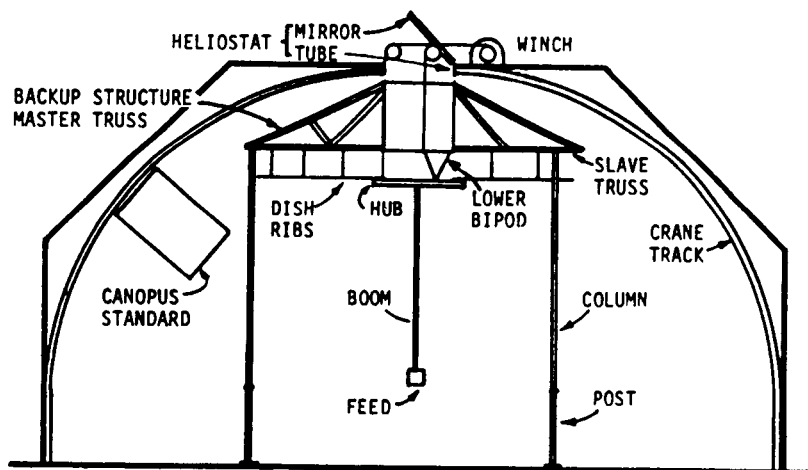 HELIOSTAT { MIRROR
TUBE
WINCH
BACKUP STRUCTURE
MASTER TRUSS
SLAVE
TRUSS
DISH
RIBS
HUB
LOWER
BIPOD
CRANE
TRACK
CANOPUS
STANDARD
BOOM
COLUMN
FEED
POST